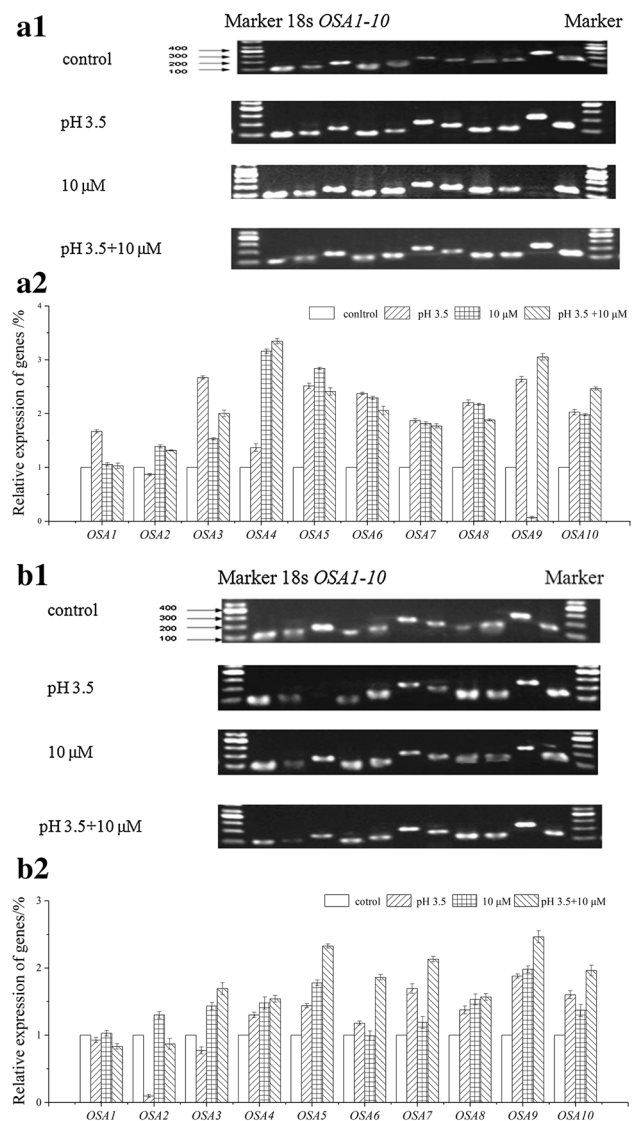 a1
Marker 18s OSA1-10 Marker
control
400
300
200
100
pH 3.5
10 μM
pH 3.5+10 μM
a2
Relative expression of genes /%
4
3
2
1
0
conlrol pH 3.5 10 μM pH 3.5 +10 μM
OSA1 OSA2 OSA3 OSA4 OSA5 OSA6 OSA7 OSA8 OSA9 OSA10
b1
Marker 18s OSA1-10 Marker
control
400
300
200
100
pH 3.5
10 μM
pH 3.5+10 μM
b2
Relative expression of genes/%
3
2
1
0
cotrol pH 3.5 10 μM pH 3.5+10 μM
OSA1 OSA2 OSA3 OSA4 OSA5 OSA6 OSA7 OSA8 OSA9 OSA10